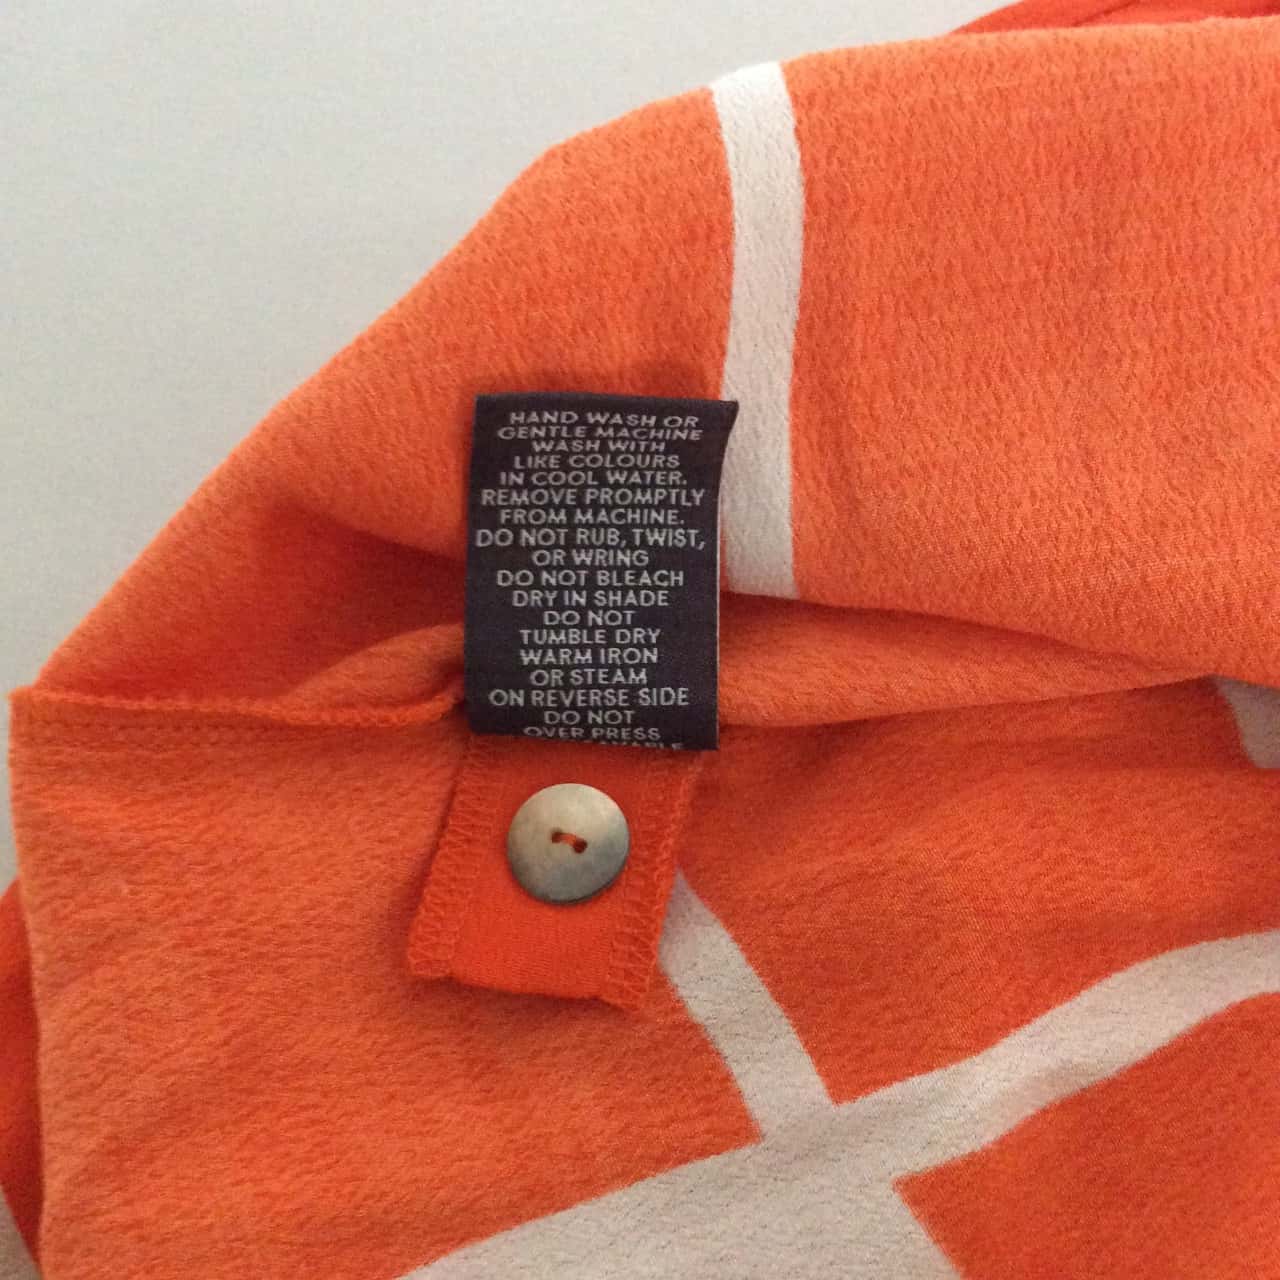 HAND WASH OR
GENTLE MACHINE
WASH WITH
LIKE COLOURS
IN COOL WATER.
REMOVE PROMPTLY
FROM MACHINE.
DO NOT RUB, TWIST,
OR WRING
DO NOT BLEACH
DRY IN SHADE
DO NOT
TUMBLE DRY
WARM IRON
OR STEAM
ON REVERSE SIDE
DO NOT
OVER PRESS